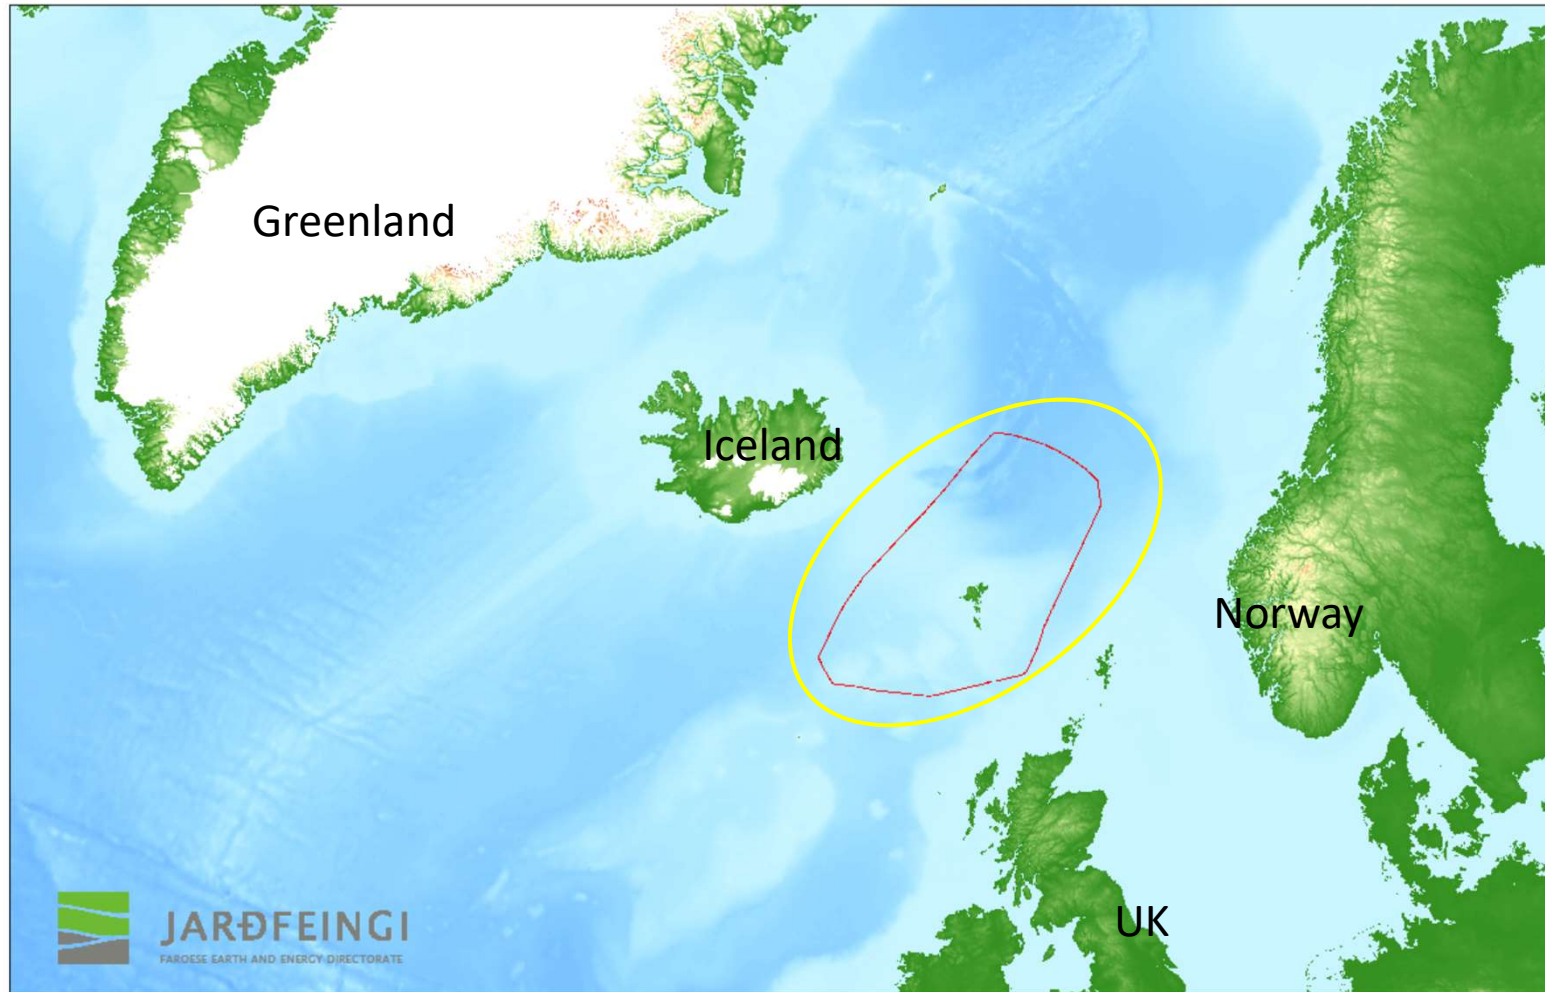 Greenland
Iceland
Norway
UK
JARÐFEINGI
FAROESE EARTH AND ENERGY DIRECTORATE